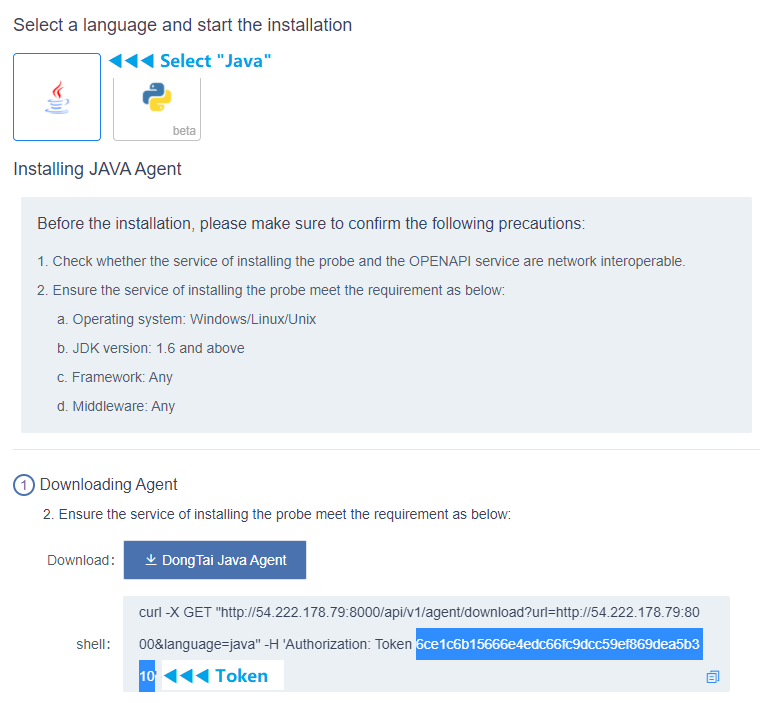 Select a language and start the installation
◄◄◄ Select "Java"
beta
Installing JAVA Agent
Before the installation, please make sure to confirm the following precautions:
1. Check whether the service of installing the probe and the OPENAPI service are network interoperable.
2. Ensure the service of installing the probe meet the requirement as below:
a. Operating system: Windows/Linux/Unix
b. JDK version: 1.6 and above
c. Framework: Any
d. Middleware: Any
1 Downloading Agent
2. Ensure the service of installing the probe meet the requirement as below:
Download: DongTai Java Agent
curl -X GET "http://54.222.178.79:8000/api/v1/agent/download?url=http://54.222.178.79:80
shell: 00&language=java" -H 'Authorization: Token 6ce1c6b15666e4edc66fc9dcc59ef869dea5b3
10' ◄◄◄ Token